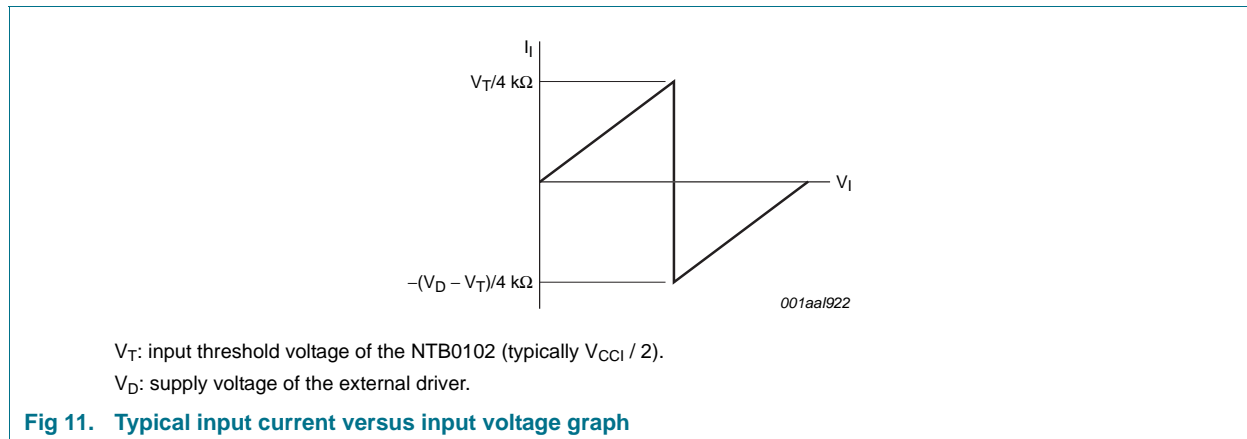 I_I
V_T/4 kΩ
V_I
−(V_D − V_T)/4 kΩ
001aal922
V_T: input threshold voltage of the NTB0102 (typically V_CCI / 2).
V_D: supply voltage of the external driver.
Fig 11. Typical input current versus input voltage graph